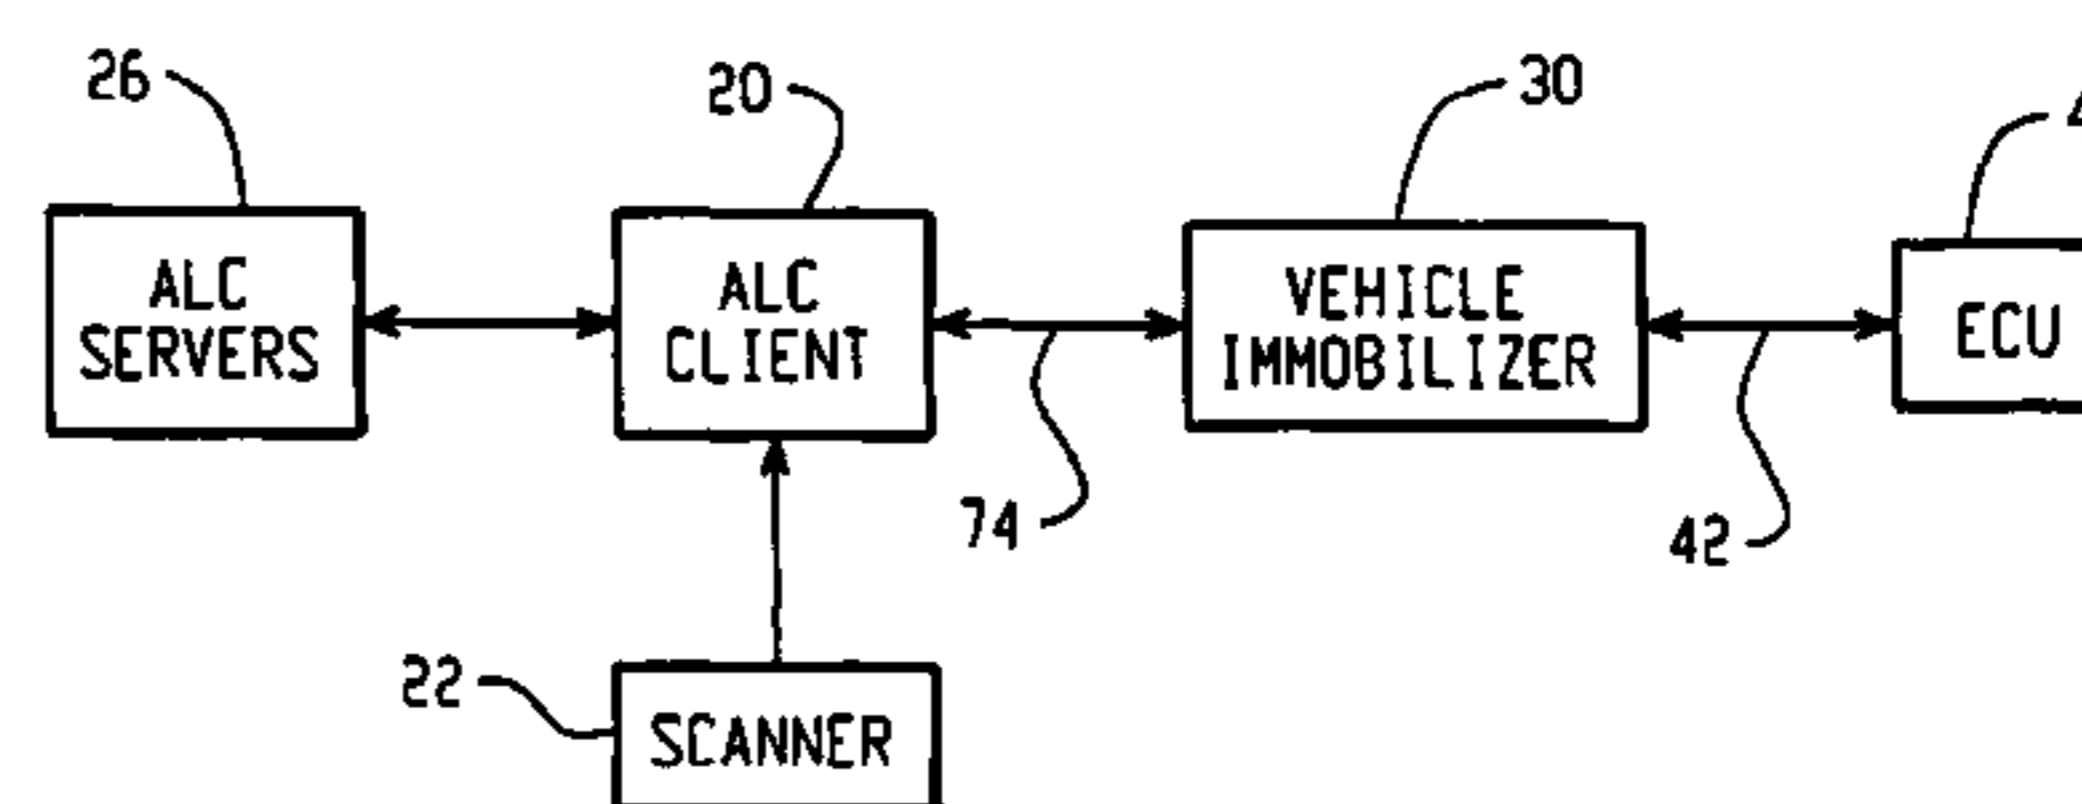 26
20
30
ALC
SERVERS
ALC
CLIENT
VEHICLE
IMMOBILIZER
ECU
74
42
22
SCANNER